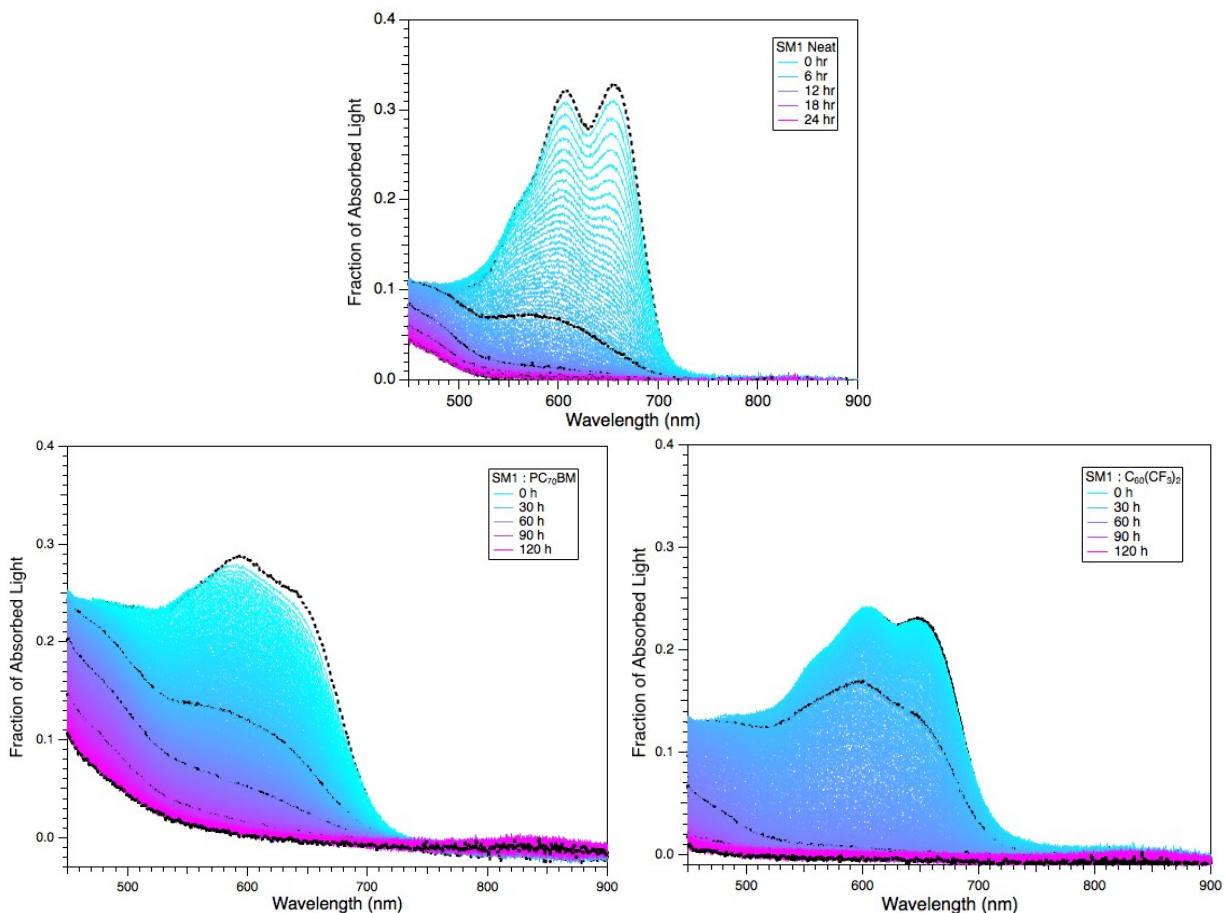 0.4
0.3
0.2
0.1
0.0
Fraction of Absorbed Light
SM1 Neat
0 hr
6 hr
12 hr
18 hr
24 hr
500 600 700 800 900
Wavelength (nm)
0.4
0.3
0.2
0.1
0.0
Fraction of Absorbed Light
SM1 : PC₇₀BM
0 h
30 h
60 h
90 h
120 h
500 600 700 800 900
Wavelength (nm)
0.4
0.3
0.2
0.1
0.0
Fraction of Absorbed Light
SM1 : C₆₀(CF₃)₂
0 h
30 h
60 h
90 h
120 h
500 600 700 800 900
Wavelength (nm)